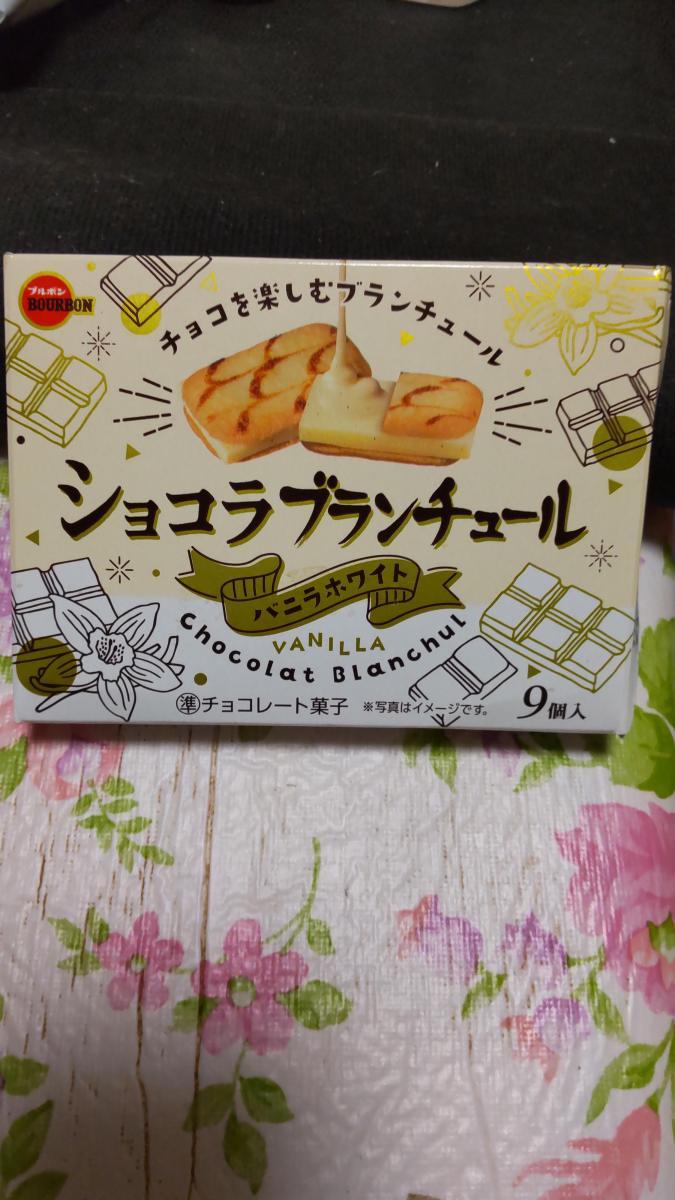 ブルボン
BOURBON
チョコを楽しむブランチュール
ショコラブランチュール
バニラホワイト
VANILLA
Chocolat Blanchul
準チョコレート菓子 ※写真はイメージです。 9個入